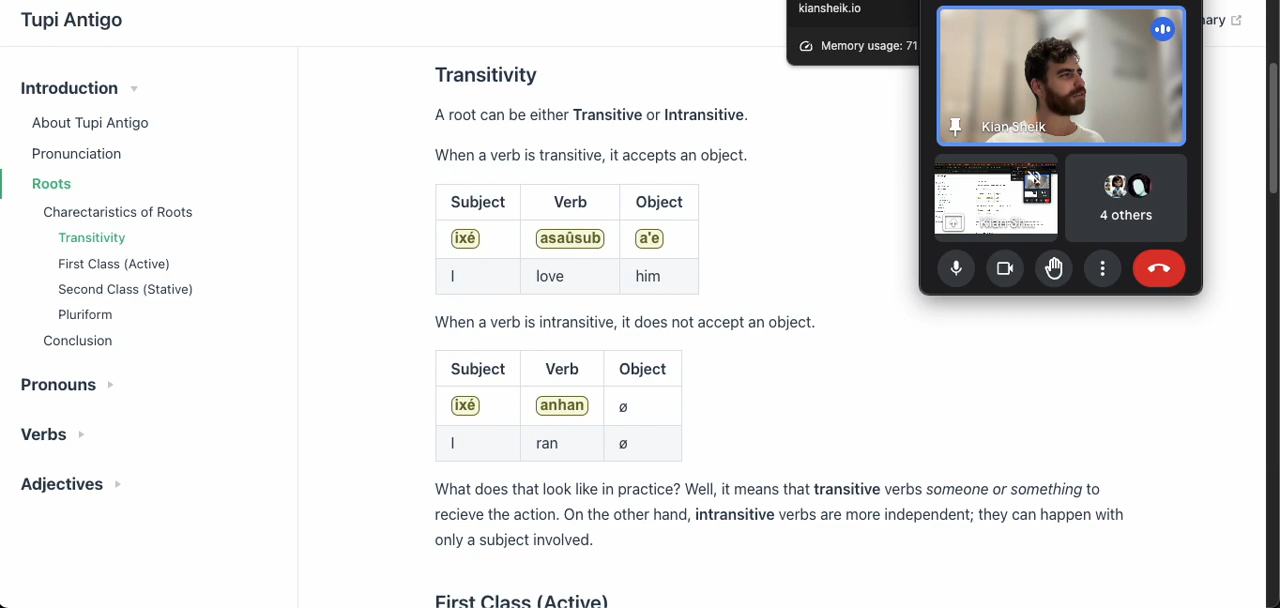 Tupi Antigo
kiansheik.io
Memory usage: 71
Kian Sheik
4 others
Introduction
About Tupi Antigo
Pronunciation
Roots
Charectaristics of Roots
Transitivity
First Class (Active)
Second Class (Stative)
Pluriform
Conclusion
Pronouns
Verbs
Adjectives
Transitivity
A root can be either Transitive or Intransitive.
When a verb is transitive, it accepts an object.
Subject Verb Object
ixé asaûsub a'e
I love him
When a verb is intransitive, it does not accept an object.
Subject Verb Object
ixé anhan ø
I ran ø
What does that look like in practice? Well, it means that transitive verbs someone or something to
recieve the action. On the other hand, intransitive verbs are more independent; they can happen with
only a subject involved.
First Class (Active)